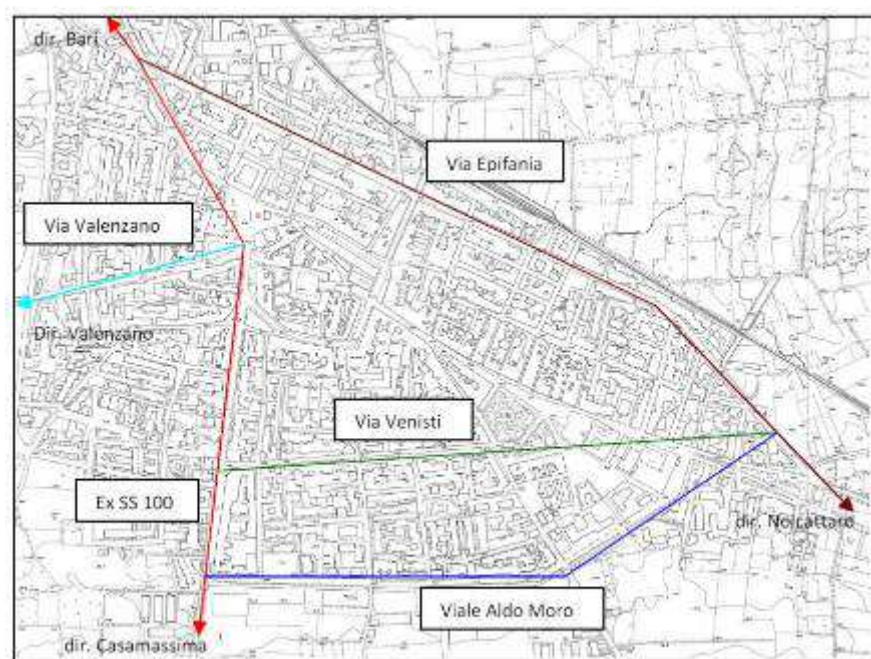 dir. Bari
Via Epifania
Via Valenzano
Dir. Valenzano
Via Venisti
Ex SS 100
dir. Noicattaro
Viale Aldo Moro
dir. Casamassima